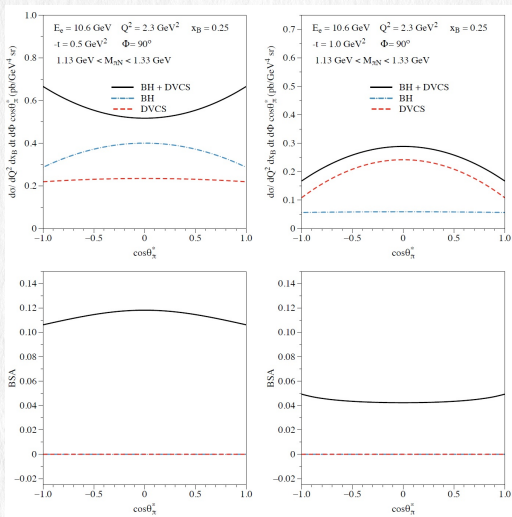 E_e = 10.6 GeV Q² = 2.3 GeV² x_B = 0.25
-t = 0.5 GeV² Φ= 90°
1.13 GeV < M_πN < 1.33 GeV
BH + DVCS
BH
DVCS
dσ/ dQ² dx_B dt dΦ cosθ*_π (pb/GeV⁴ sr)
1.0
0.8
0.6
0.4
0.2
0
−1.0 −0.5 0 0.5 1.0
cosθ*_π
E_e = 10.6 GeV Q² = 2.3 GeV² x_B = 0.25
-t = 1.0 GeV² Φ= 90°
1.13 GeV < M_πN < 1.33 GeV
BH + DVCS
BH
DVCS
dσ/ dQ² dx_B dt dΦ cosθ*_π (pb/GeV⁴ sr)
0.7
0.6
0.5
0.4
0.3
0.2
0.1
0
−1.0 −0.5 0 0.5 1.0
cosθ*_π
BSA
0.14
0.12
0.10
0.08
0.06
0.04
0.02
0
−0.02
−1.0 −0.5 0 0.5 1.0
cosθ*_π
BSA
0.14
0.12
0.10
0.08
0.06
0.04
0.02
0
−0.02
−1.0 −0.5 0 0.5 1.0
cosθ*_π